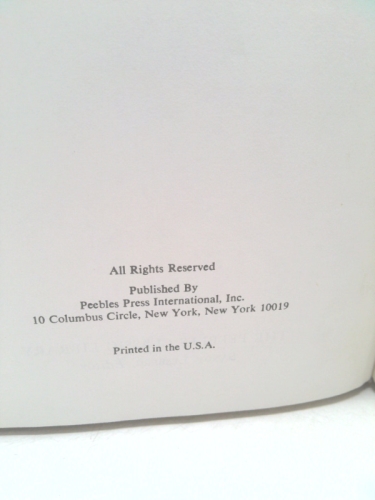 All Rights Reserved
Published By
Peebles Press International, Inc.
10 Columbus Circle, New York, New York 10019
Printed in the U.S.A.